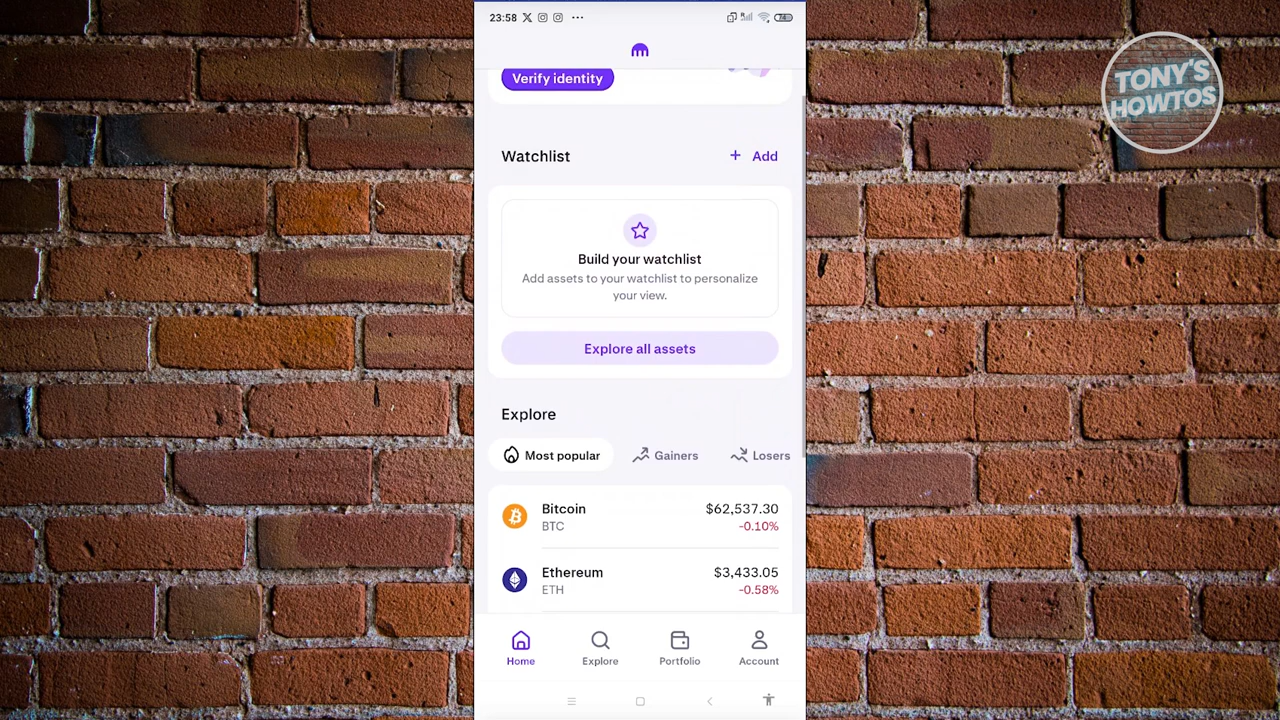 23:58
74
TONY'S
HOWTOS
Verify identity
Watchlist
+ Add
Build your watchlist
Add assets to your watchlist to personalize
your view.
Explore all assets
Explore
Most popular
Gainers
Losers
Bitcoin
$62,537.30
BTC
-0.10%
Ethereum
$3,433.05
ETH
-0.58%
Home
Explore
Portfolio
Account